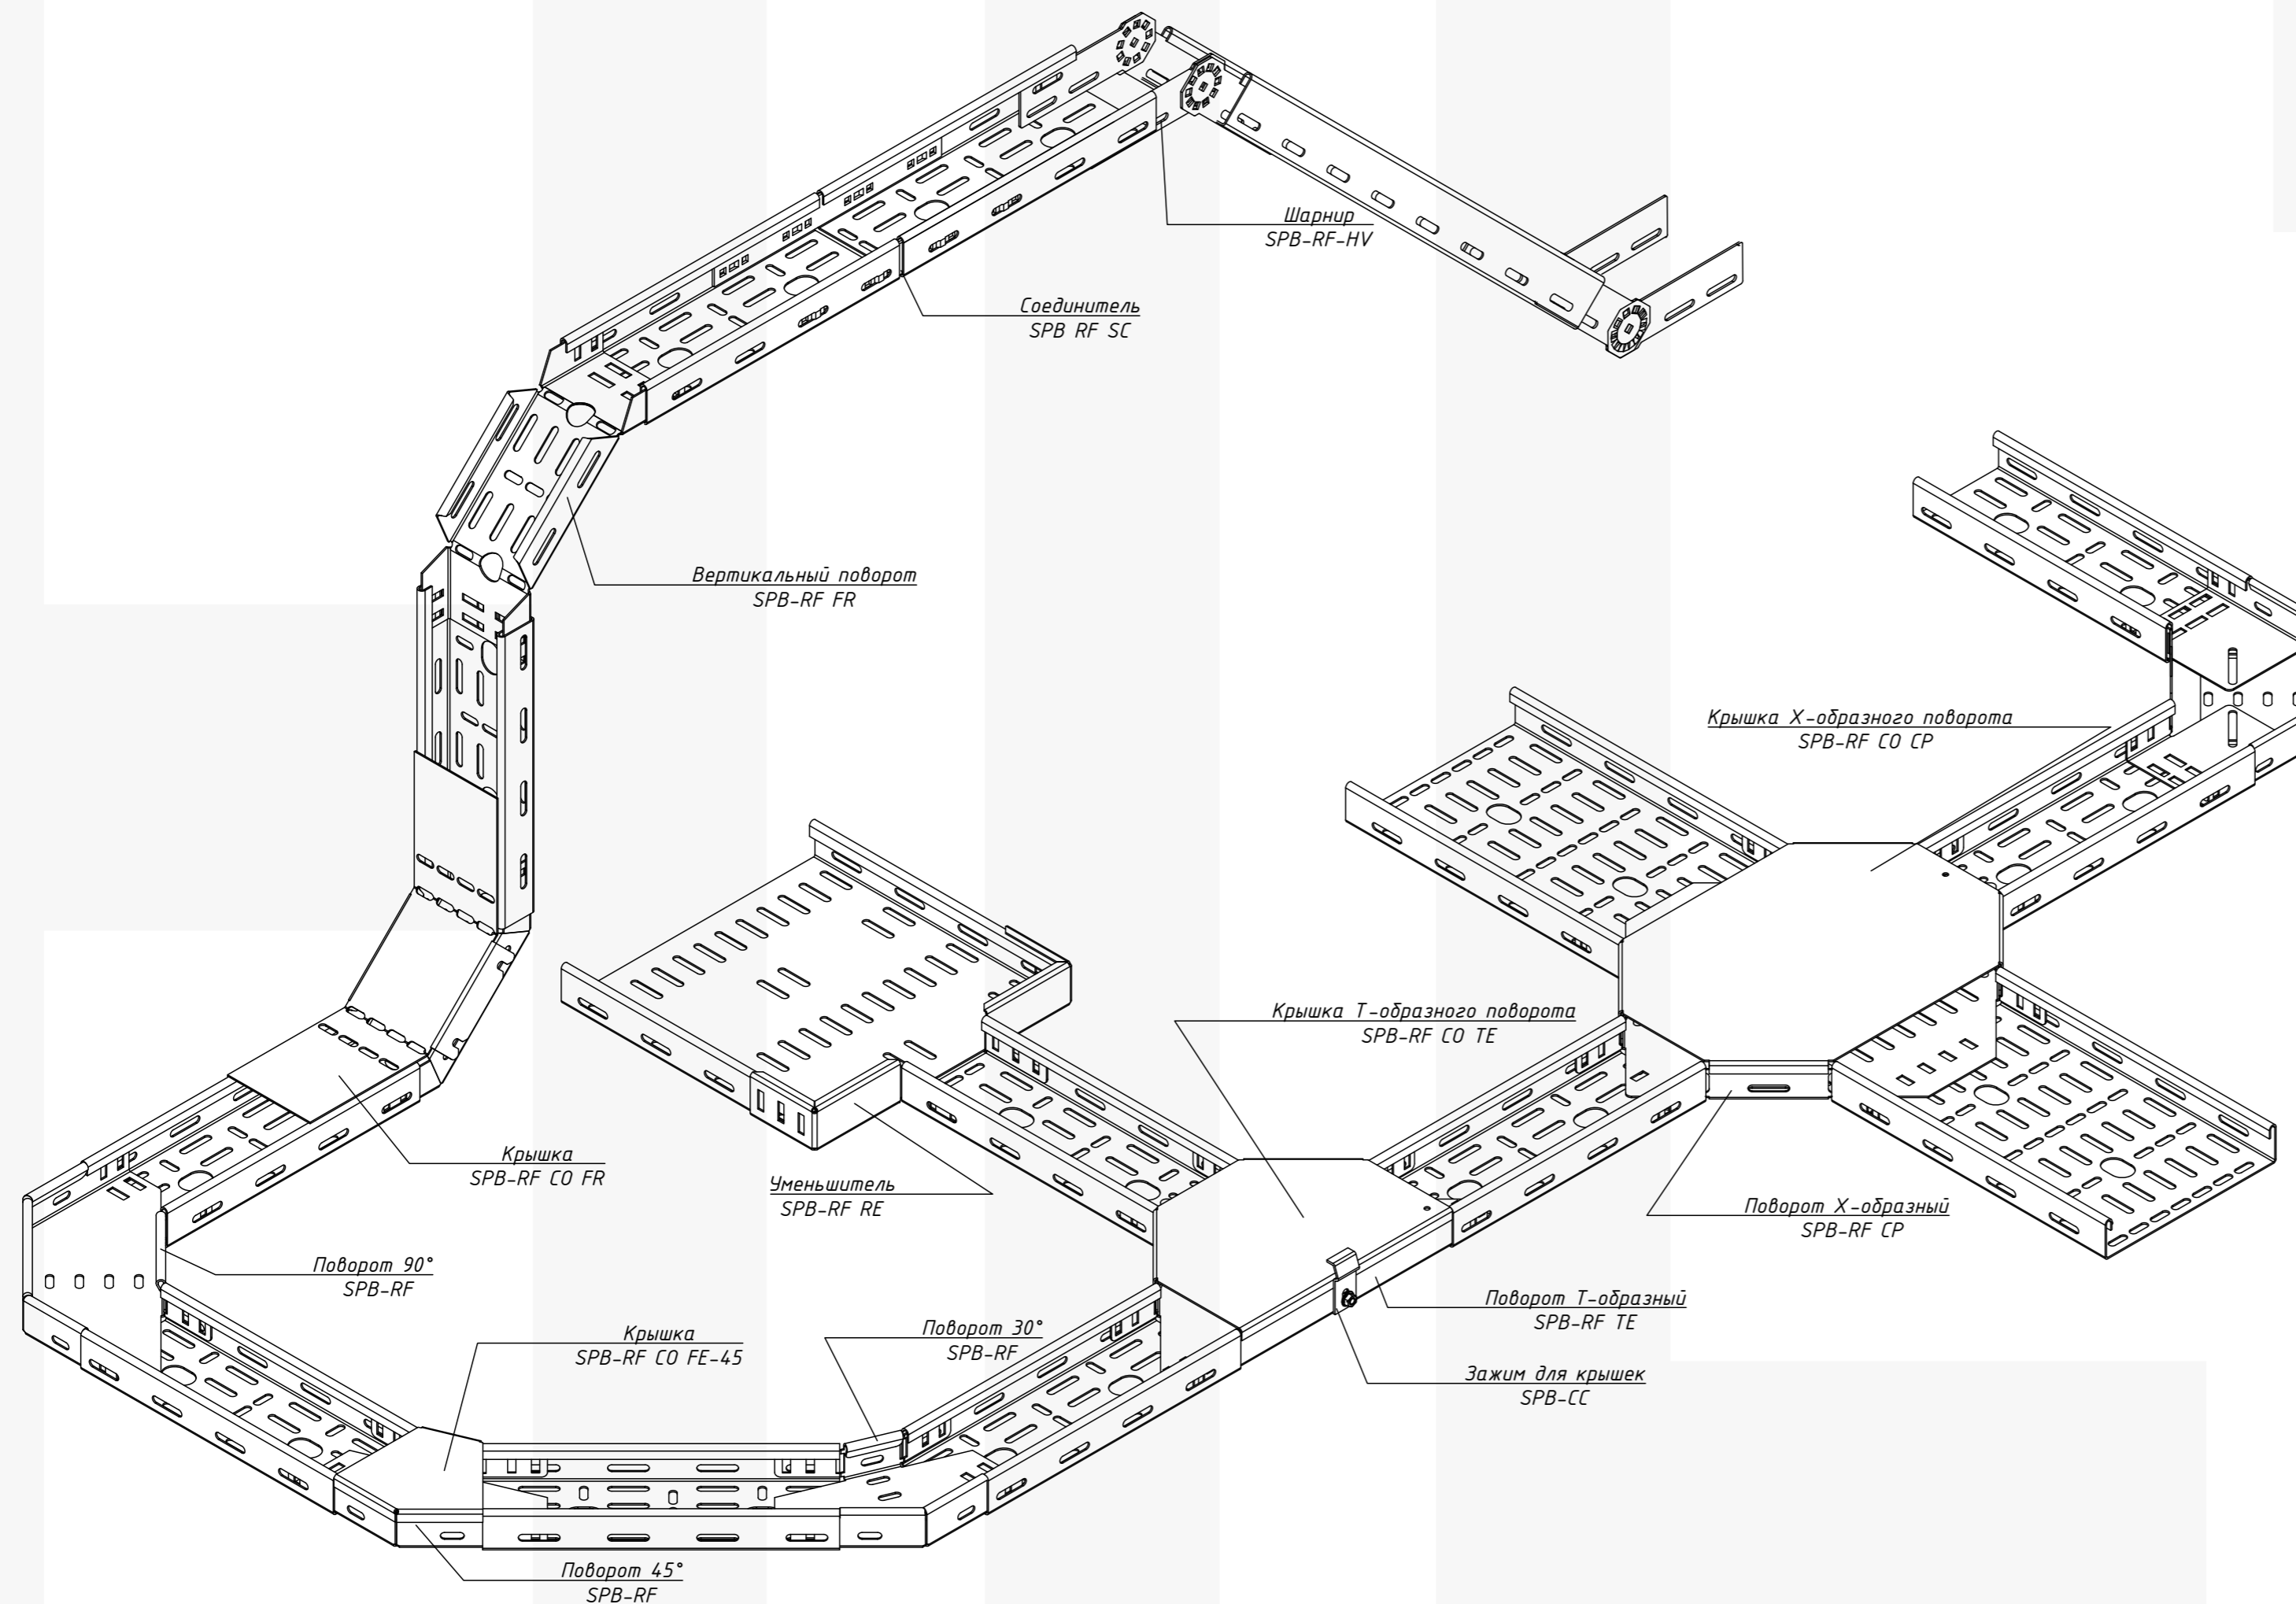 Шарнир
SPB-RF-HV
Соединитель
SPB RF SC
Вертикальный поворот
SPB-RF FR
Крышка X-образного поворота
SPB-RF CO CP
Крышка Т-образного поворота
SPB-RF CO TE
Крышка
SPB-RF CO FR
Уменьшитель
SPB-RF RE
Поворот X-образный
SPB-RF CP
Поворот 90°
SPB-RF
Поворот Т-образный
SPB-RF TE
Поворот 30°
SPB-RF
Крышка
SPB-RF CO FE-45
Зажим для крышек
SPB-CC
Поворот 45°
SPB-RF